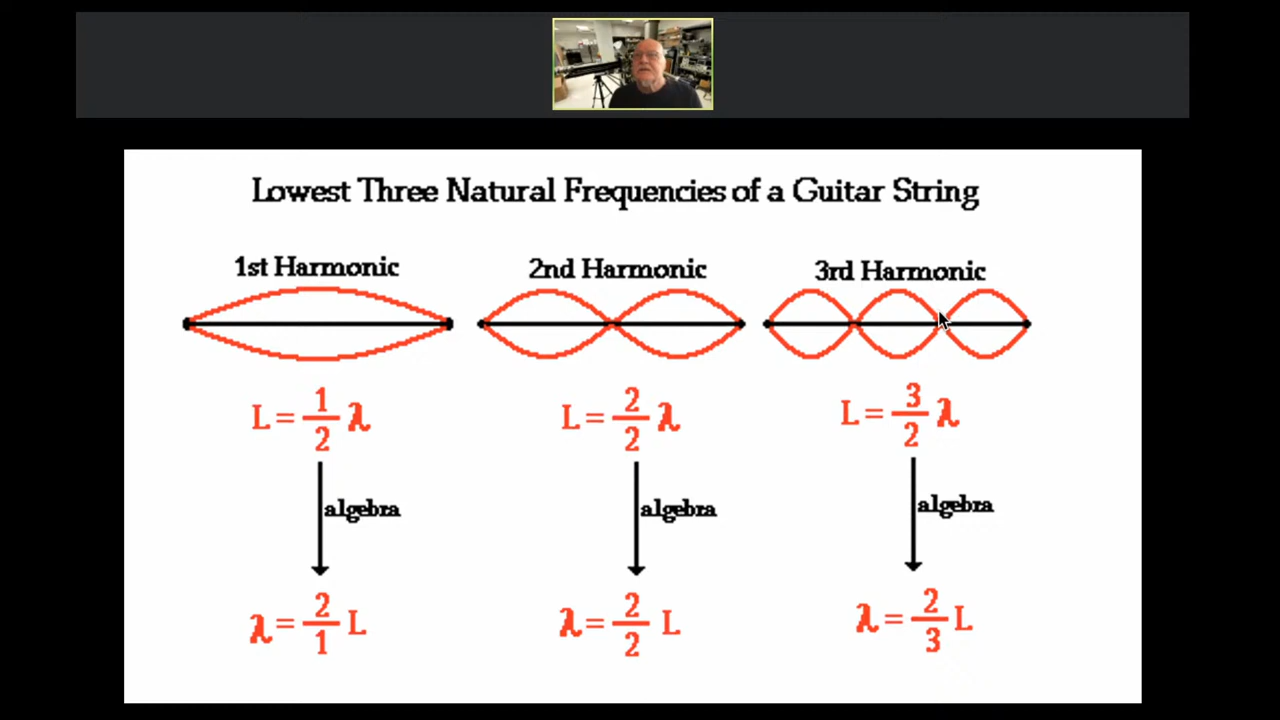 Lowest Three Natural Frequencies of a Guitar String
1st Harmonic
2nd Harmonic
3rd Harmonic
L = 1/2 λ
L = 2/2 λ
L = 3/2 λ
algebra
algebra
algebra
λ = 2/1 L
λ = 2/2 L
λ = 2/3 L